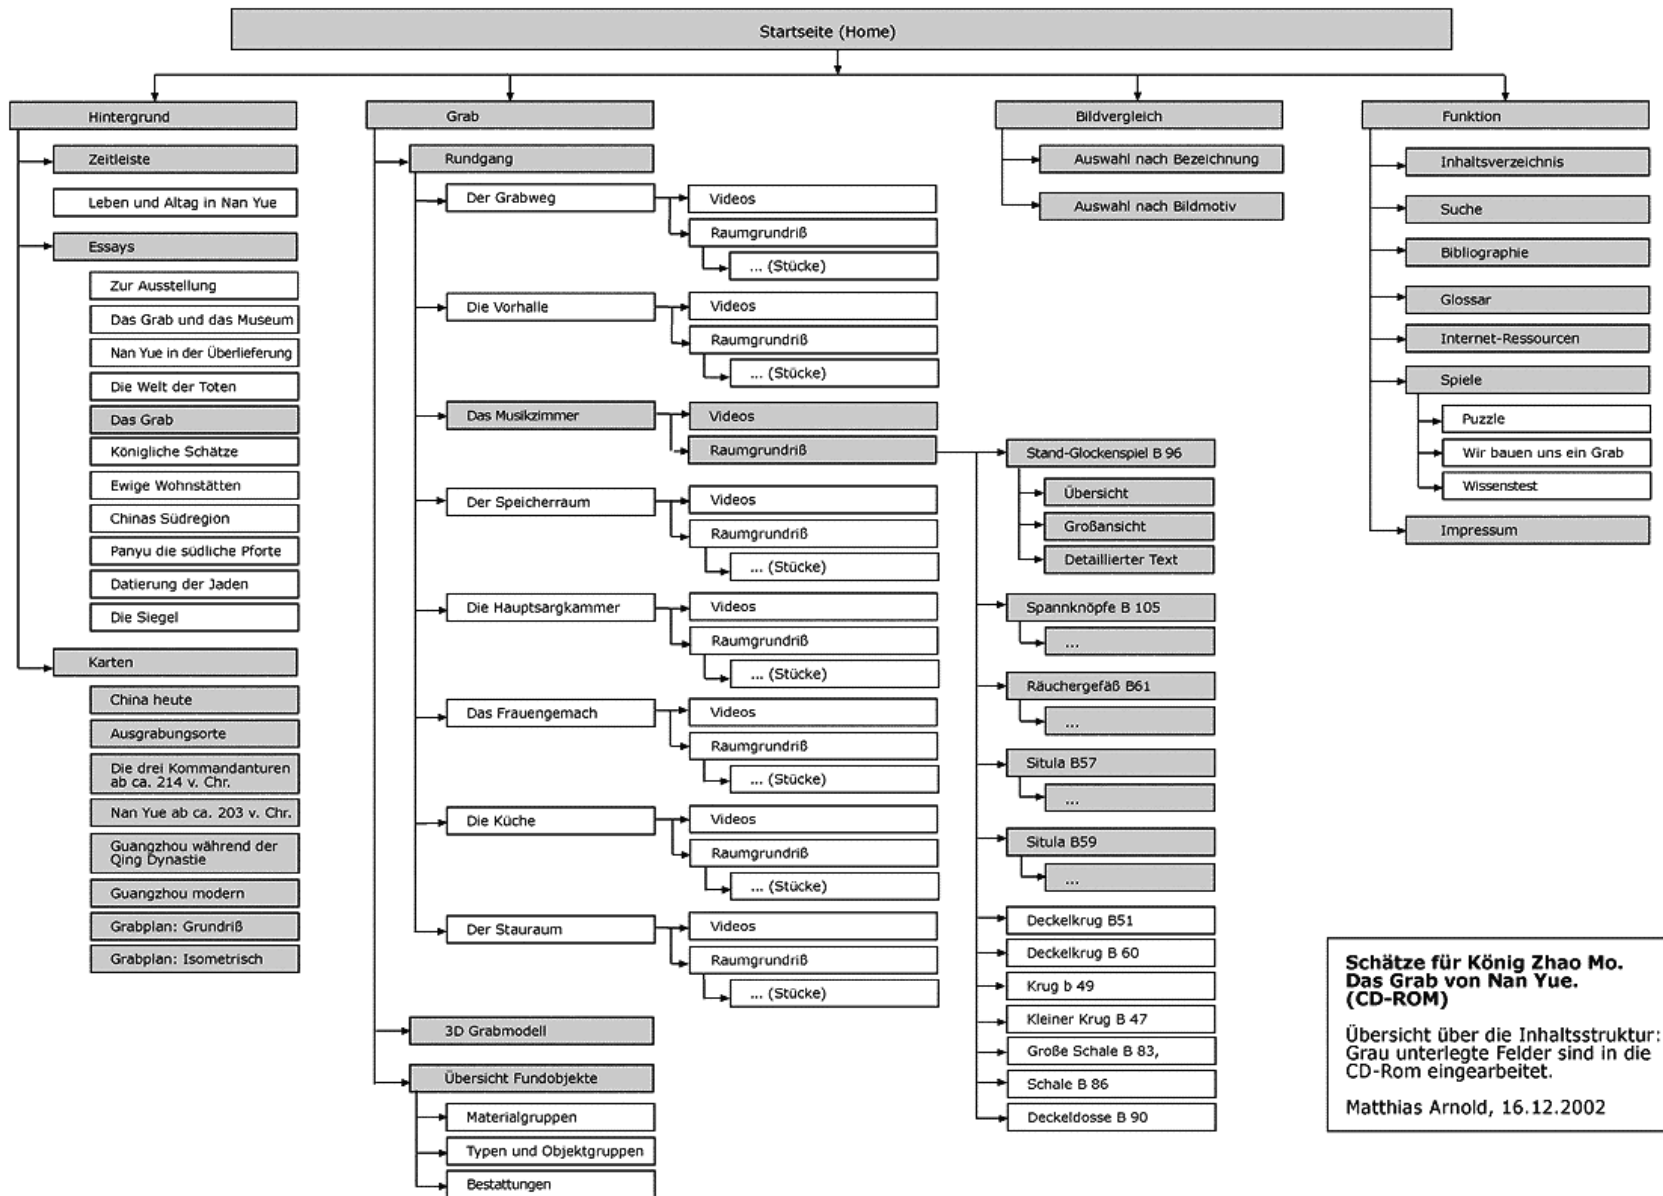 Startseite (Home)
Hintergrund
Zeitleiste
Leben und Altag in Nan Yue
Essays
Zur Ausstellung
Das Grab und das Museum
Nan Yue in der Überlieferung
Die Welt der Toten
Das Grab
Königliche Schätze
Ewige Wohnstätten
Chinas Südregion
Panyu die südliche Pforte
Datierung der Jaden
Die Siegel
Karten
China heute
Ausgrabungsorte
Die drei Kommandanturen
ab ca. 214 v. Chr.
Nan Yue ab ca. 203 v. Chr.
Guangzhou während der
Qing Dynastie
Guangzhou modern
Grabplan: Grundriß
Grabplan: Isometrisch
Grab
Rundgang
Der Grabweg
Videos
Raumgrundriß
... (Stücke)
Die Vorhalle
Videos
Raumgrundriß
... (Stücke)
Das Musikzimmer
Videos
Raumgrundriß
Stand-Glockenspiel B 96
Übersicht
Großansicht
Detaillierter Text
Spannknöpfe B 105
...
Räuchergefäß B61
...
Situla B57
...
Situla B59
...
Deckelkrug B51
Deckelkrug B 60
Krug b 49
Kleiner Krug B 47
Große Schale B 83,
Schale B 86
Deckeldosse B 90
Der Speicherraum
Videos
Raumgrundriß
... (Stücke)
Die Hauptsargkammer
Videos
Raumgrundriß
... (Stücke)
Das Frauengemach
Videos
Raumgrundriß
... (Stücke)
Die Küche
Videos
Raumgrundriß
... (Stücke)
Der Stauraum
Videos
Raumgrundriß
... (Stücke)
3D Grabmodell
Übersicht Fundobjekte
Materialgruppen
Typen und Objektgruppen
Bestattungen
Bildvergleich
Auswahl nach Bezeichnung
Auswahl nach Bildmotiv
Funktion
Inhaltsverzeichnis
Suche
Bibliographie
Glossar
Internet-Ressourcen
Spiele
Puzzle
Wir bauen uns ein Grab
Wissenstest
Impressum
Schätze für König Zhao Mo.
Das Grab von Nan Yue.
(CD-ROM)
Übersicht über die Inhaltsstruktur:
Grau unterlegte Felder sind in die
CD-Rom eingearbeitet.
Matthias Arnold, 16.12.2002